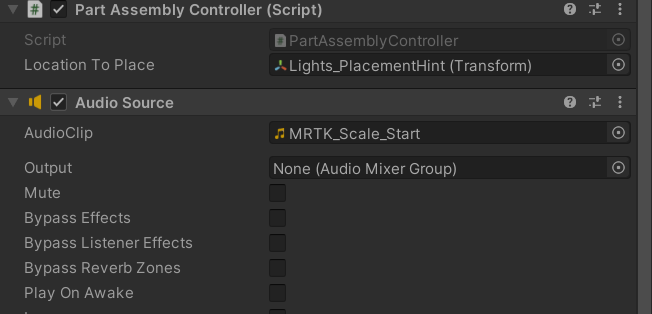 Part Assembly Controller (Script)
Script PartAssemblyController
Location To Place Lights_PlacementHint (Transform)
Audio Source
AudioClip MRTK_Scale_Start
Output None (Audio Mixer Group)
Mute
Bypass Effects
Bypass Listener Effects
Bypass Reverb Zones
Play On Awake